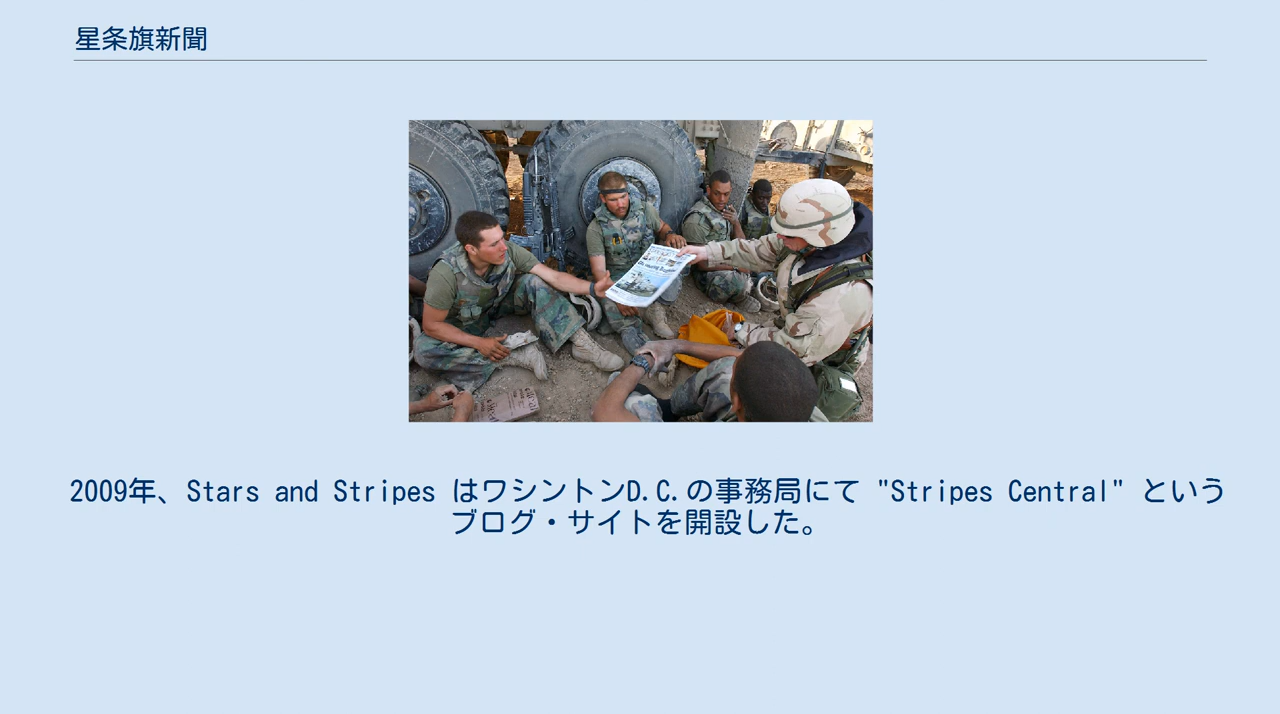 星条旗新聞
2009年、Stars and Stripes はワシントンD.C.の事務局にて "Stripes Central" という
ブログ・サイトを開設した。